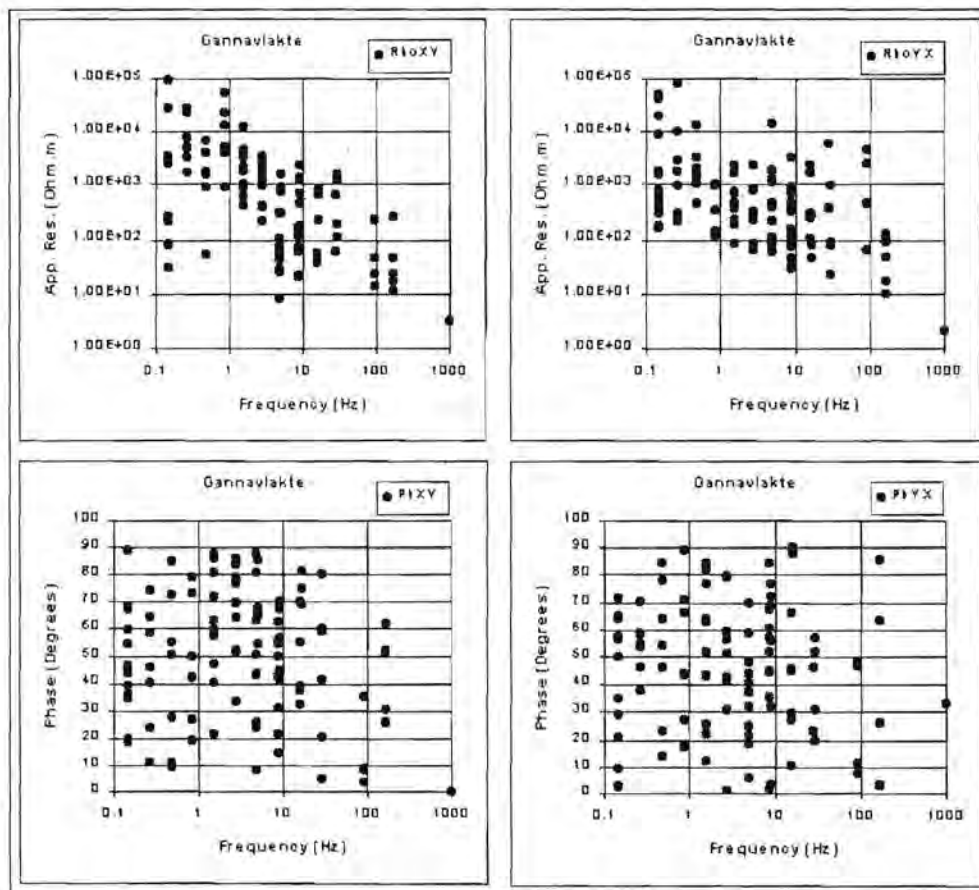 Gannavlakte
RhoXY
App. Res. (Ohm.m)
1.00E+05
1.00E+04
1.00E+03
1.00E+02
1.00E+01
1.00E+00
0.1 1 10 100 1000
Frequency (Hz)
Gannavlakte
RhoYX
App. Res. (Ohm.m)
1.00E+05
1.00E+04
1.00E+03
1.00E+02
1.00E+01
1.00E+00
0.1 1 10 100 1000
Frequency (Hz)
Gannavlakte
PhXY
Phase (Degrees)
100
90
80
70
60
50
40
30
20
10
0
0.1 1 10 100 1000
Frequency (Hz)
Gannavlakte
PhYX
Phase (Degrees)
100
90
80
70
60
50
40
30
20
10
0
0.1 1 10 100 1000
Frequency (Hz)